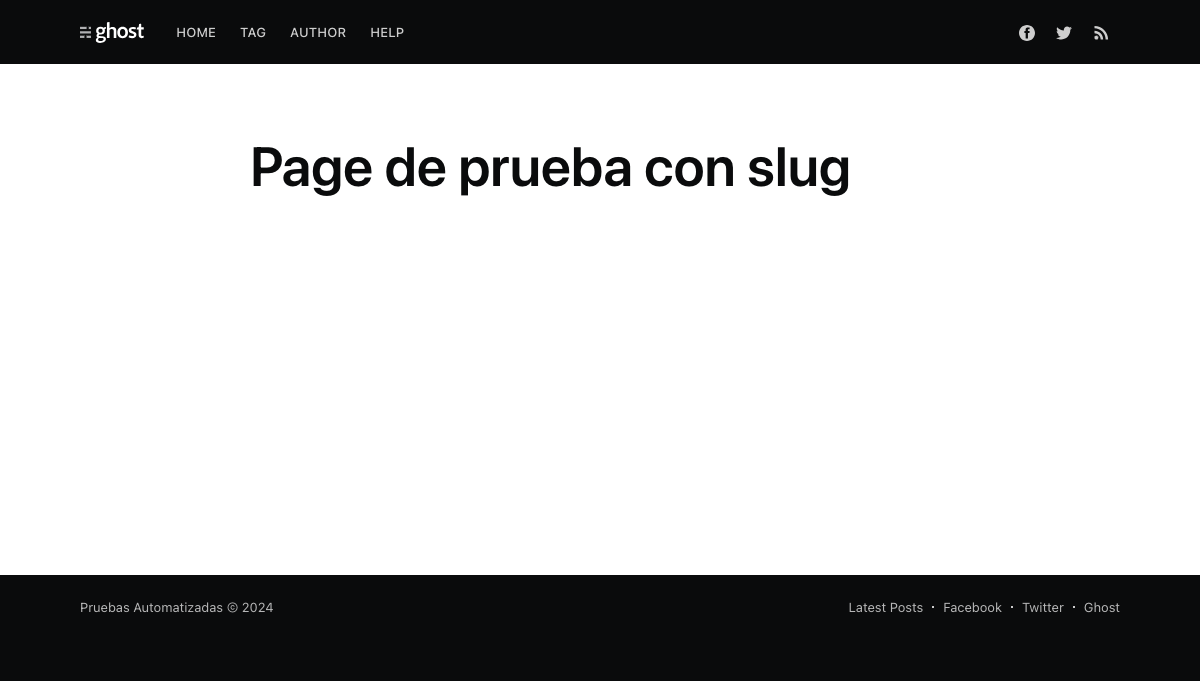 ghost HOME TAG AUTHOR HELP
Page de prueba con slug
Pruebas Automatizadas © 2024 Latest Posts • Facebook • Twitter • Ghost